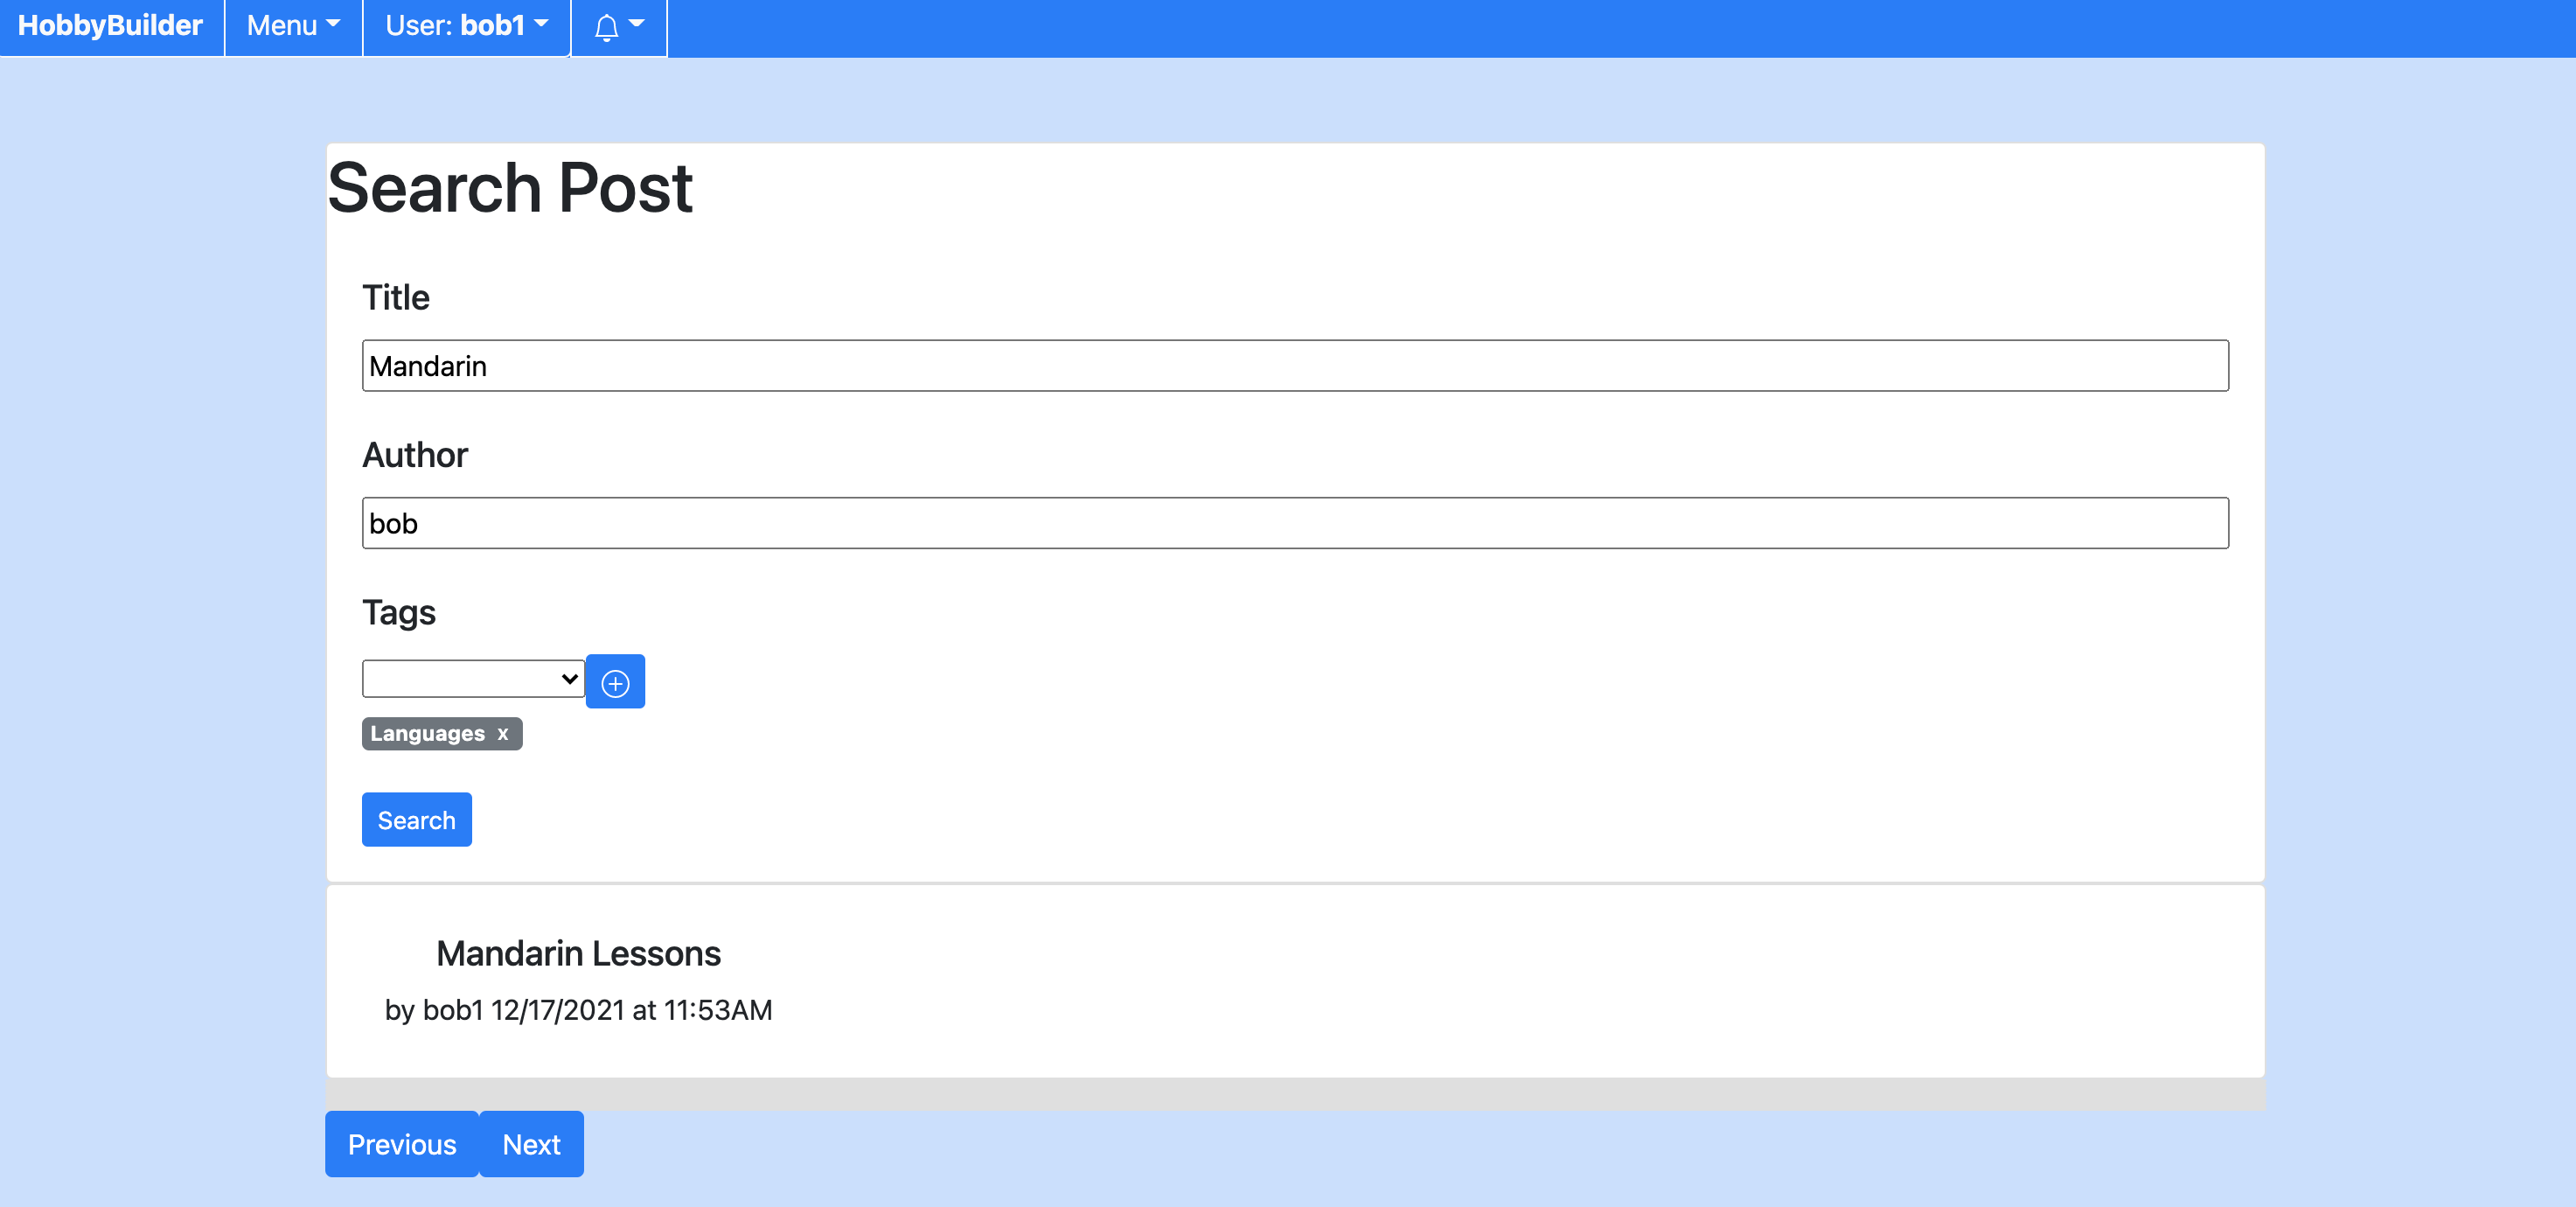 HobbyBuilder Menu User: bob1
Search Post
Title
Mandarin
Author
bob
Tags
Languages x
Search
Mandarin Lessons
by bob1 12/17/2021 at 11:53AM
Previous Next